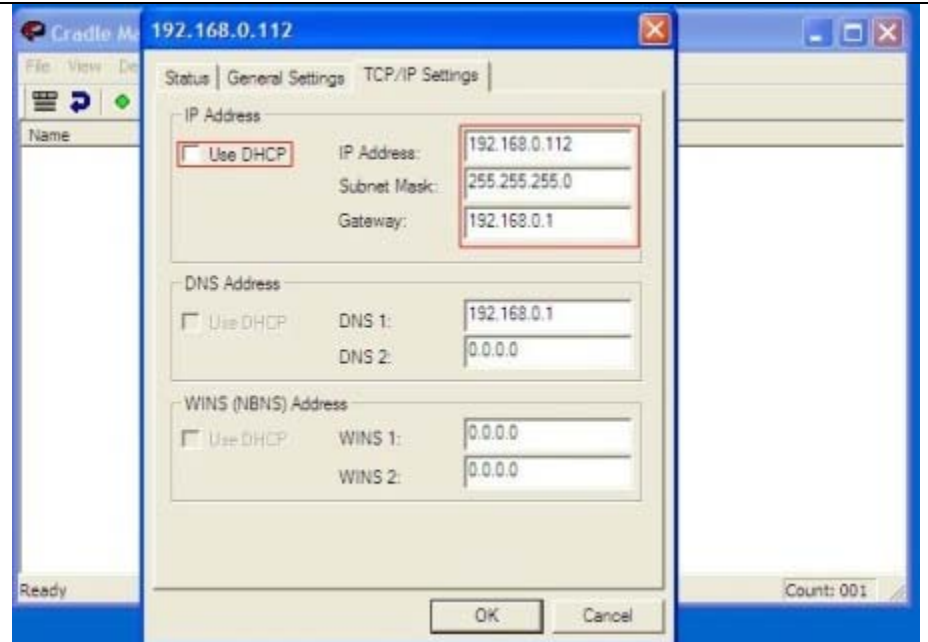 Cradle Ma
192.168.0.112
File View De
Status General Settings TCP/IP Settings
Name
IP Address
Use DHCP
IP Address: 192.168.0.112
Subnet Mask: 255.255.255.0
Gateway: 192.168.0.1
DNS Address
Use DHCP
DNS 1: 192.168.0.1
DNS 2: 0.0.0.0
WINS (NBNS) Address
Use DHCP
WINS 1: 0.0.0.0
WINS 2: 0.0.0.0
Ready
Count: 001
OK Cancel